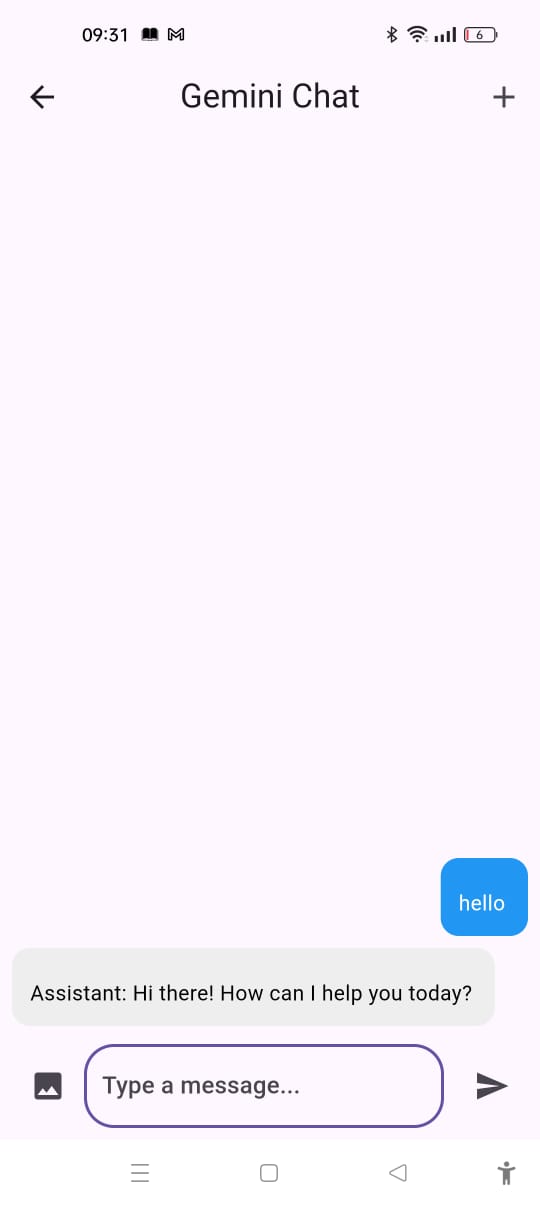 09:31
6
Gemini Chat
hello
Assistant: Hi there! How can I help you today?
Type a message...